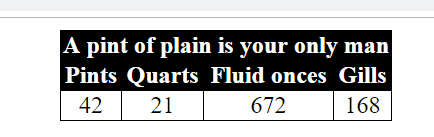 A pint of plain is your only man
Pints Quarts Fluid onces Gills
42 21 672 168